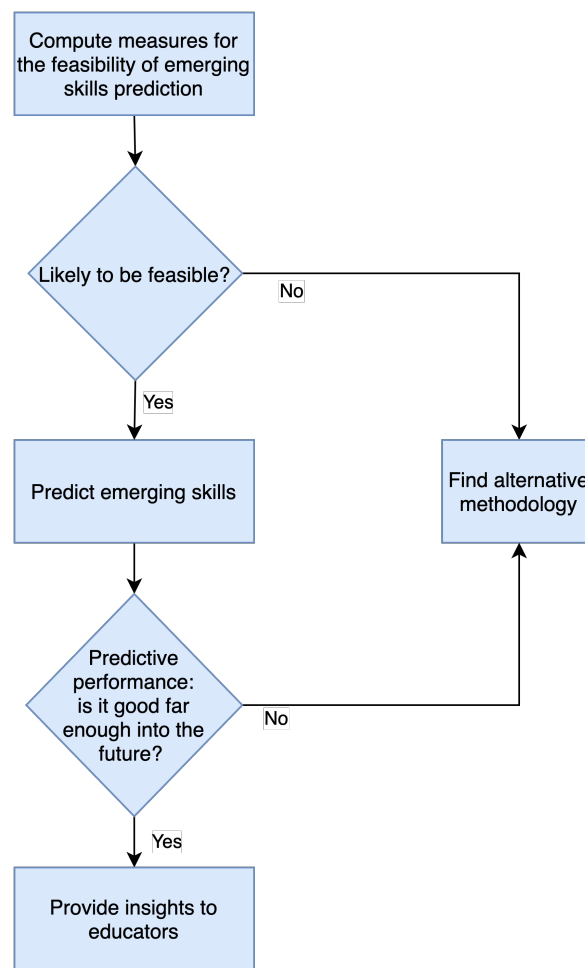 Compute measures for
the feasibility of emerging
skills prediction
Likely to be feasible?
No
Yes
Predict emerging skills
Find alternative
methodology
Predictive
performance:
is it good far
enough into the
future?
No
Yes
Provide insights to
educators